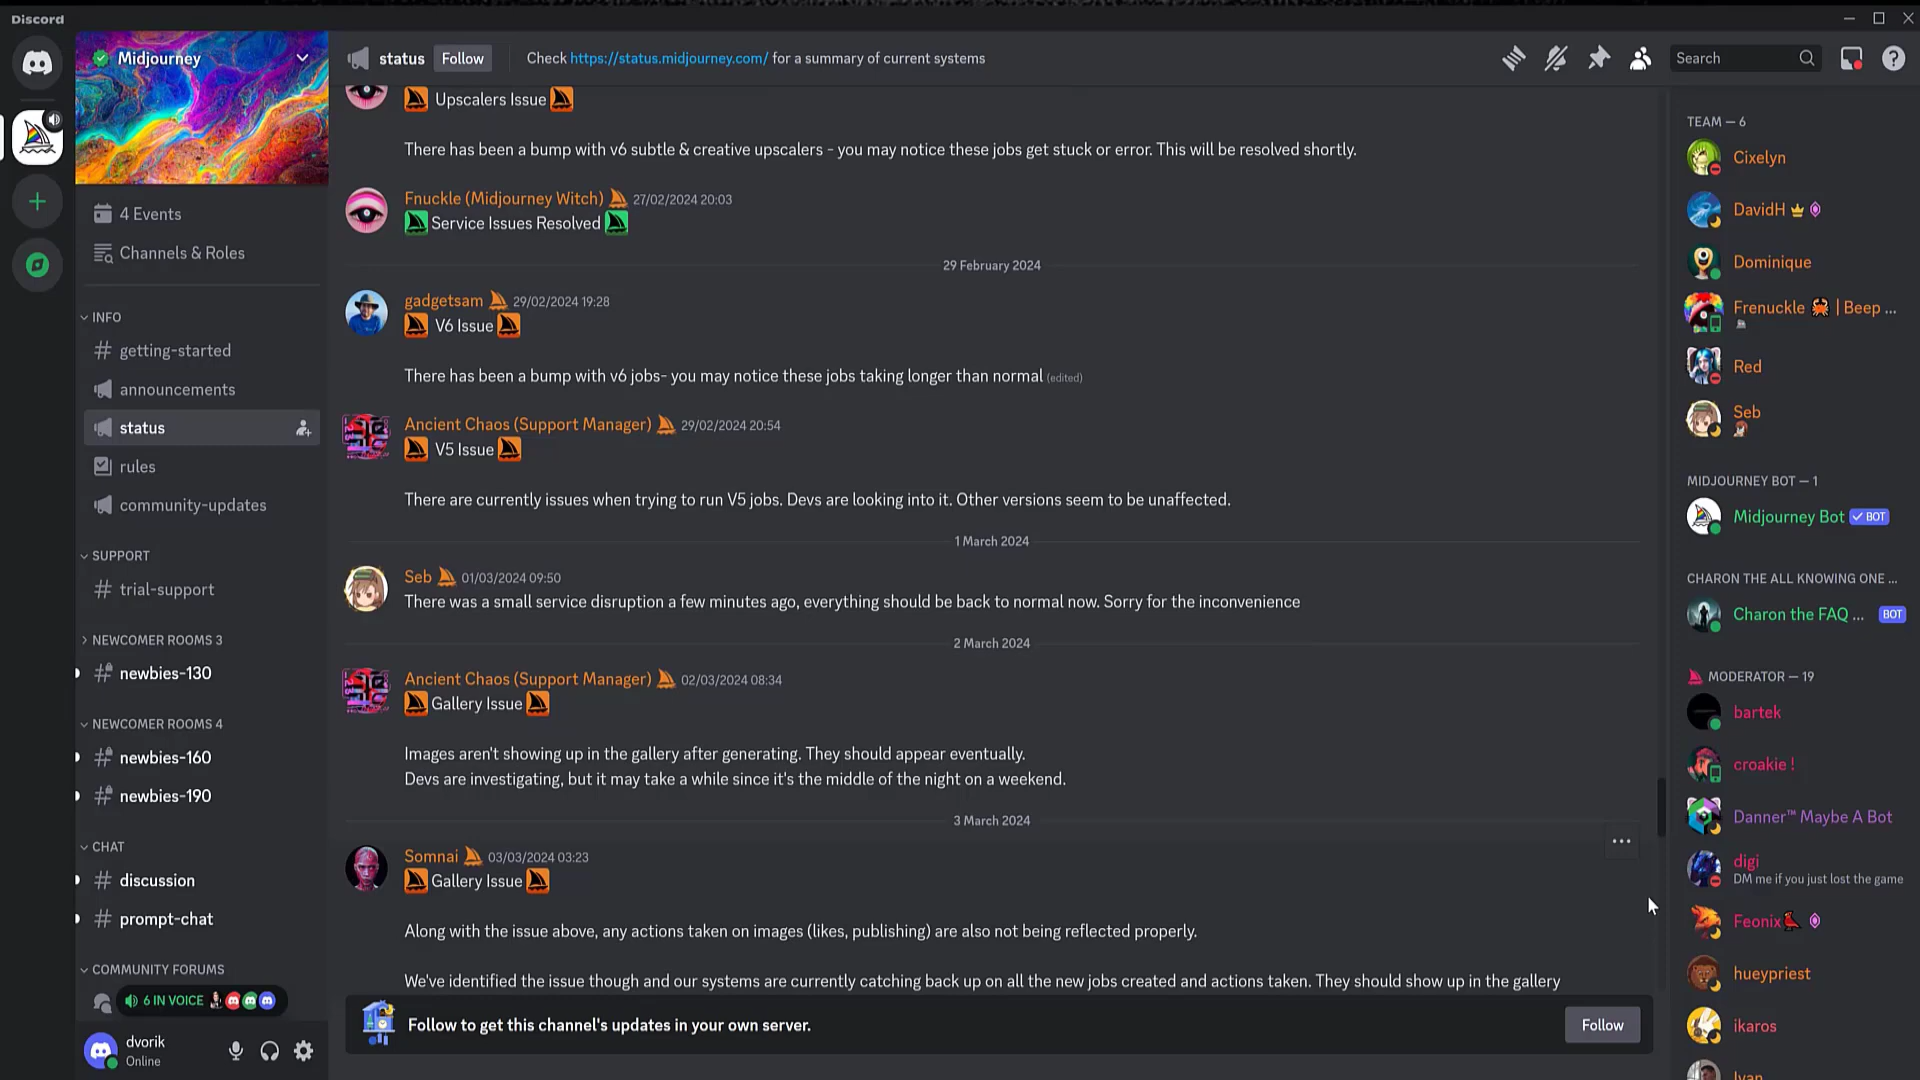 Discord
Midjourney
4 Events
Channels & Roles
INFO
getting-started
announcements
status
rules
community-updates
SUPPORT
trial-support
NEWCOMER ROOMS 3
newbies-130
NEWCOMER ROOMS 4
newbies-160
newbies-190
CHAT
discussion
prompt-chat
COMMUNITY FORUMS
6 IN VOICE
dvorik
Online
status
Follow
Check https://status.midjourney.com/ for a summary of current systems
Search
Upscalers Issue
There has been a bump with v6 subtle & creative upscalers - you may notice these jobs get stuck or error. This will be resolved shortly.
Fnuckle (Midjourney Witch) 27/02/2024 20:03
Service Issues Resolved
29 February 2024
gadgetsam 29/02/2024 19:28
V6 Issue
There has been a bump with v6 jobs- you may notice these jobs taking longer than normal (edited)
Ancient Chaos (Support Manager) 29/02/2024 20:54
V5 Issue
There are currently issues when trying to run V5 jobs. Devs are looking into it. Other versions seem to be unaffected.
1 March 2024
Seb 01/03/2024 09:50
There was a small service disruption a few minutes ago, everything should be back to normal now. Sorry for the inconvenience
2 March 2024
Ancient Chaos (Support Manager) 02/03/2024 08:34
Gallery Issue
Images aren't showing up in the gallery after generating. They should appear eventually.
Devs are investigating, but it may take a while since it's the middle of the night on a weekend.
3 March 2024
Somnai 03/03/2024 03:23
Gallery Issue
Along with the issue above, any actions taken on images (likes, publishing) are also not being reflected properly.
We've identified the issue though and our systems are currently catching back up on all the new jobs created and actions taken. They should show up in the gallery
Follow to get this channel's updates in your own server.
Follow
TEAM — 6
Cixelyn
DavidH
Dominique
Frenuckle | Beep ...
Red
Seb
MIDJOURNEY BOT — 1
Midjourney Bot BOT
CHARON THE ALL KNOWING ONE ...
Charon the FAQ ... BOT
MODERATOR — 19
bartek
croakie !
Danner™ Maybe A Bot
digi
DM me if you just lost the game
Feonix
hueypriest
ikaros